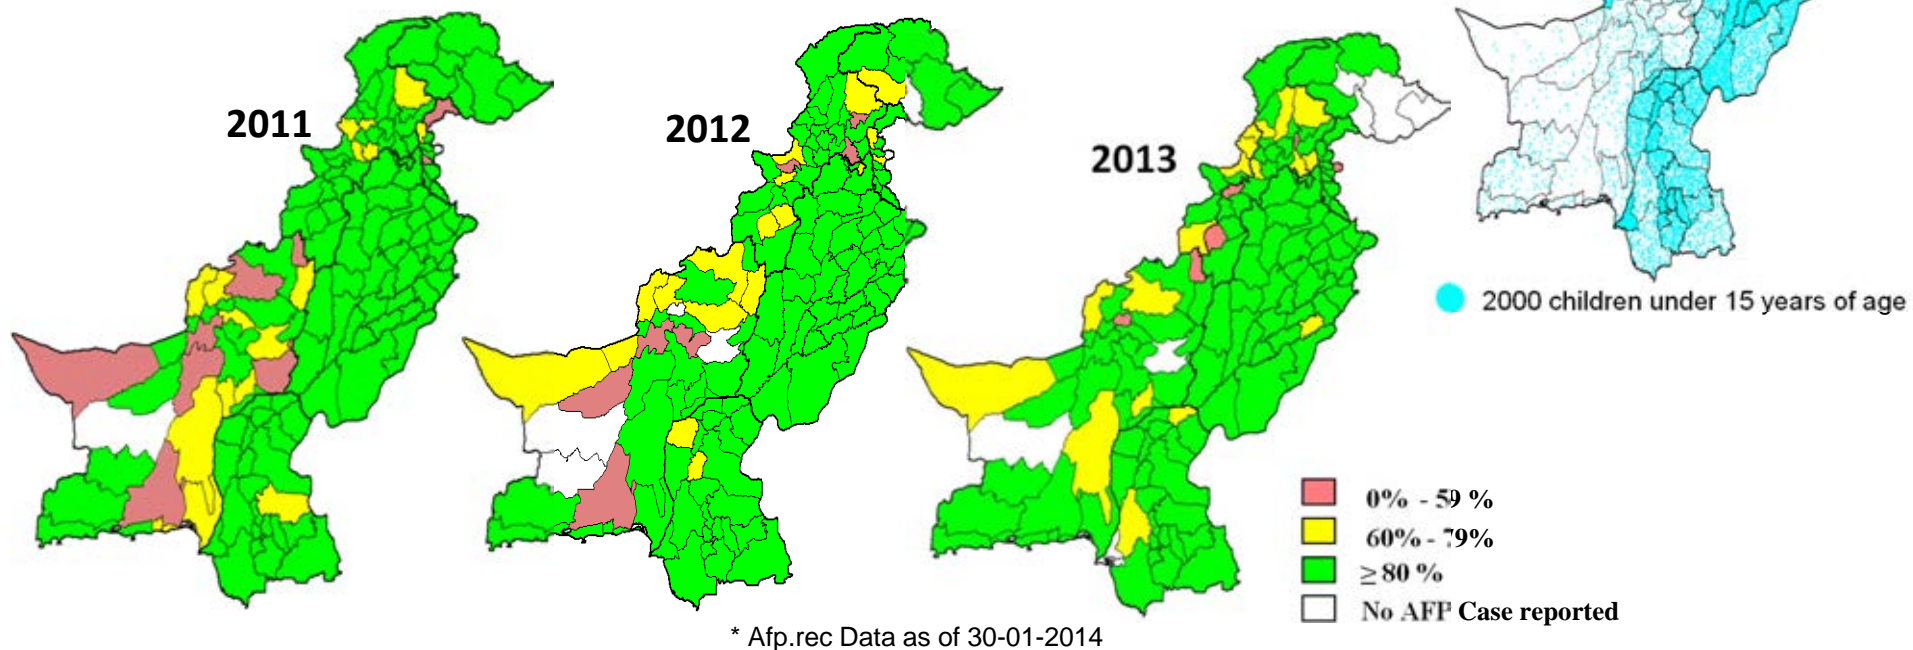 2011
2012
2013
2000 children under 15 years of age
0% - 59 %
60% - 79%
≥ 80 %
No AFP Case reported
* Afp.rec Data as of 30-01-2014